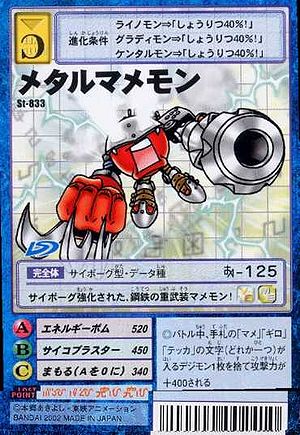 進化条件
ライノモン⇒「しょうりつ40%!」
グラディモン⇒「しょうりつ40%!」
ケンタルモン⇒「しょうりつ40%!」
メタルマメモン
St-833
完全体
サイボーグ型・データ種
-125
サイボーグ強化された、鋼鉄の重武装マメモン!
A エネルギーボム 520
B サイコブラスター 450
C まもる(Aを0に) 340
○バトル中、手札の「マメ」「ギロ」
「テッカ」の文字(どれか一つ)が
入るデジモン1枚を捨て攻撃力が
+400される
LOST POINT
©本郷あきよし・東映アニメーション
BANDAI 2002 MADE IN JAPAN